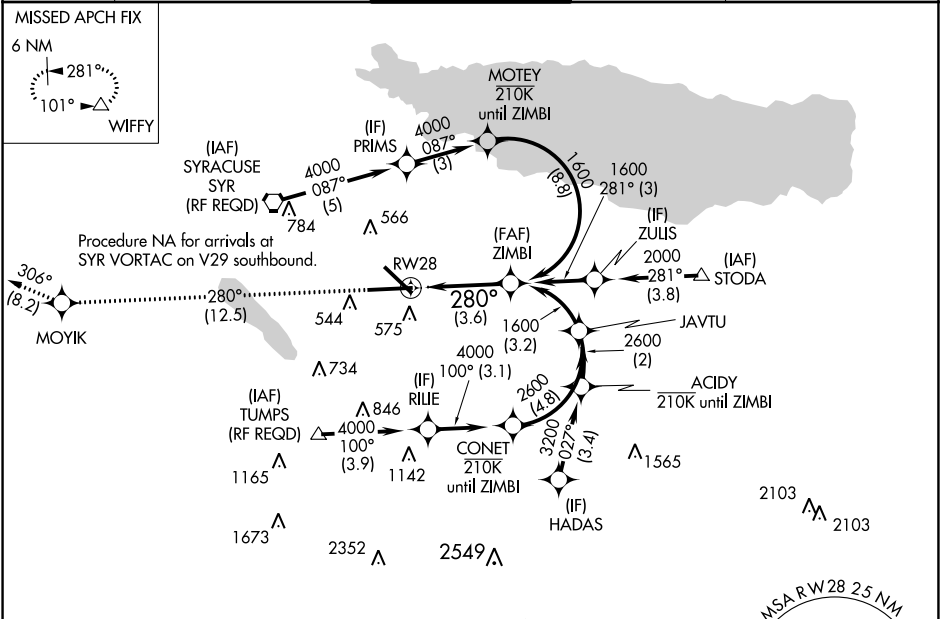 MISSED APCH FIX
6 NM
281°
101°
WIFFY
MOTEY
210K
until ZIMBI
(IF)
PRIMS
4000
087°
(3)
(IAF)
SYRACUSE
SYR
(RF REQD)
4000
087°
(5)
1600
(8.8)
1600
281° (3)
784
566
(IF)
ZULIS
Procedure NA for arrivals at
SYR VORTAC on V29 southbound.
(FAF)
ZIMBI
2000
281°
(3.8)
(IAF)
STODA
RW28
306°
(8.2)
280°
(12.5)
MOYIK
544
575
280°
(3.6)
1600
(3.2)
JAVTU
2600
(2)
734
4000
100° (3.1)
(IF)
RILIE
ACIDY
210K until ZIMBI
(IAF)
TUMPS
(RF REQD)
846
4000
100°
(3.9)
2600
(4.8)
CONET
210K
until ZIMBI
3200
027°
(3.4)
1165
1142
1565
(IF)
HADAS
1673
2352
2549
2103
2103
MSA RW28 25 NM